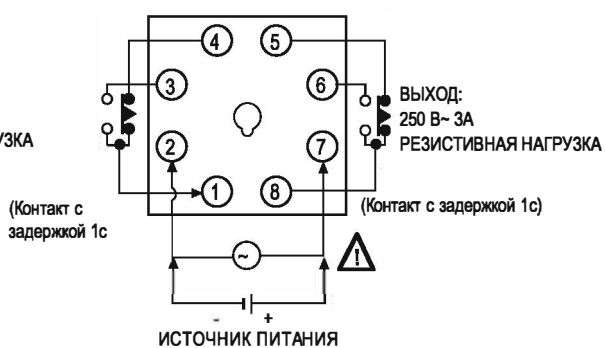 4
5
3
6
2
7
1
8
ВЫХОД:
250 В~ 3А
РЕЗИСТИВНАЯ НАГРУЗКА
УЗКА
(Контакт с
задержкой 1с
(Контакт с задержкой 1с)
~
- +
ИСТОЧНИК ПИТАНИЯ